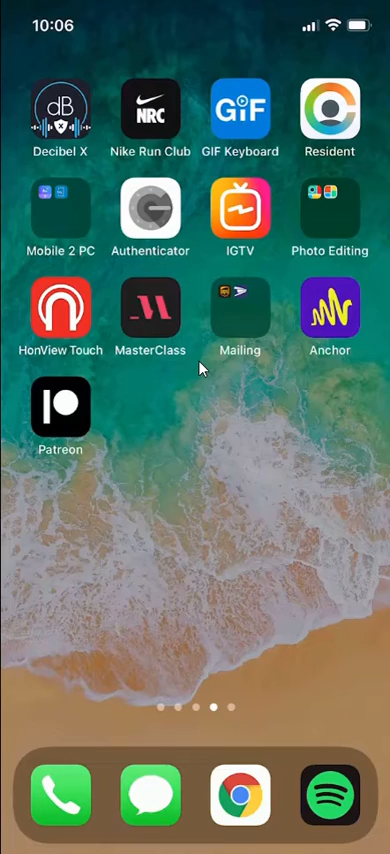 10:06
dB
NRC
GiF
Decibel X
Nike Run Club
GIF Keyboard
Resident
Mobile 2 PC
Authenticator
IGTV
Photo Editing
HonView Touch
MasterClass
Mailing
Anchor
Patreon